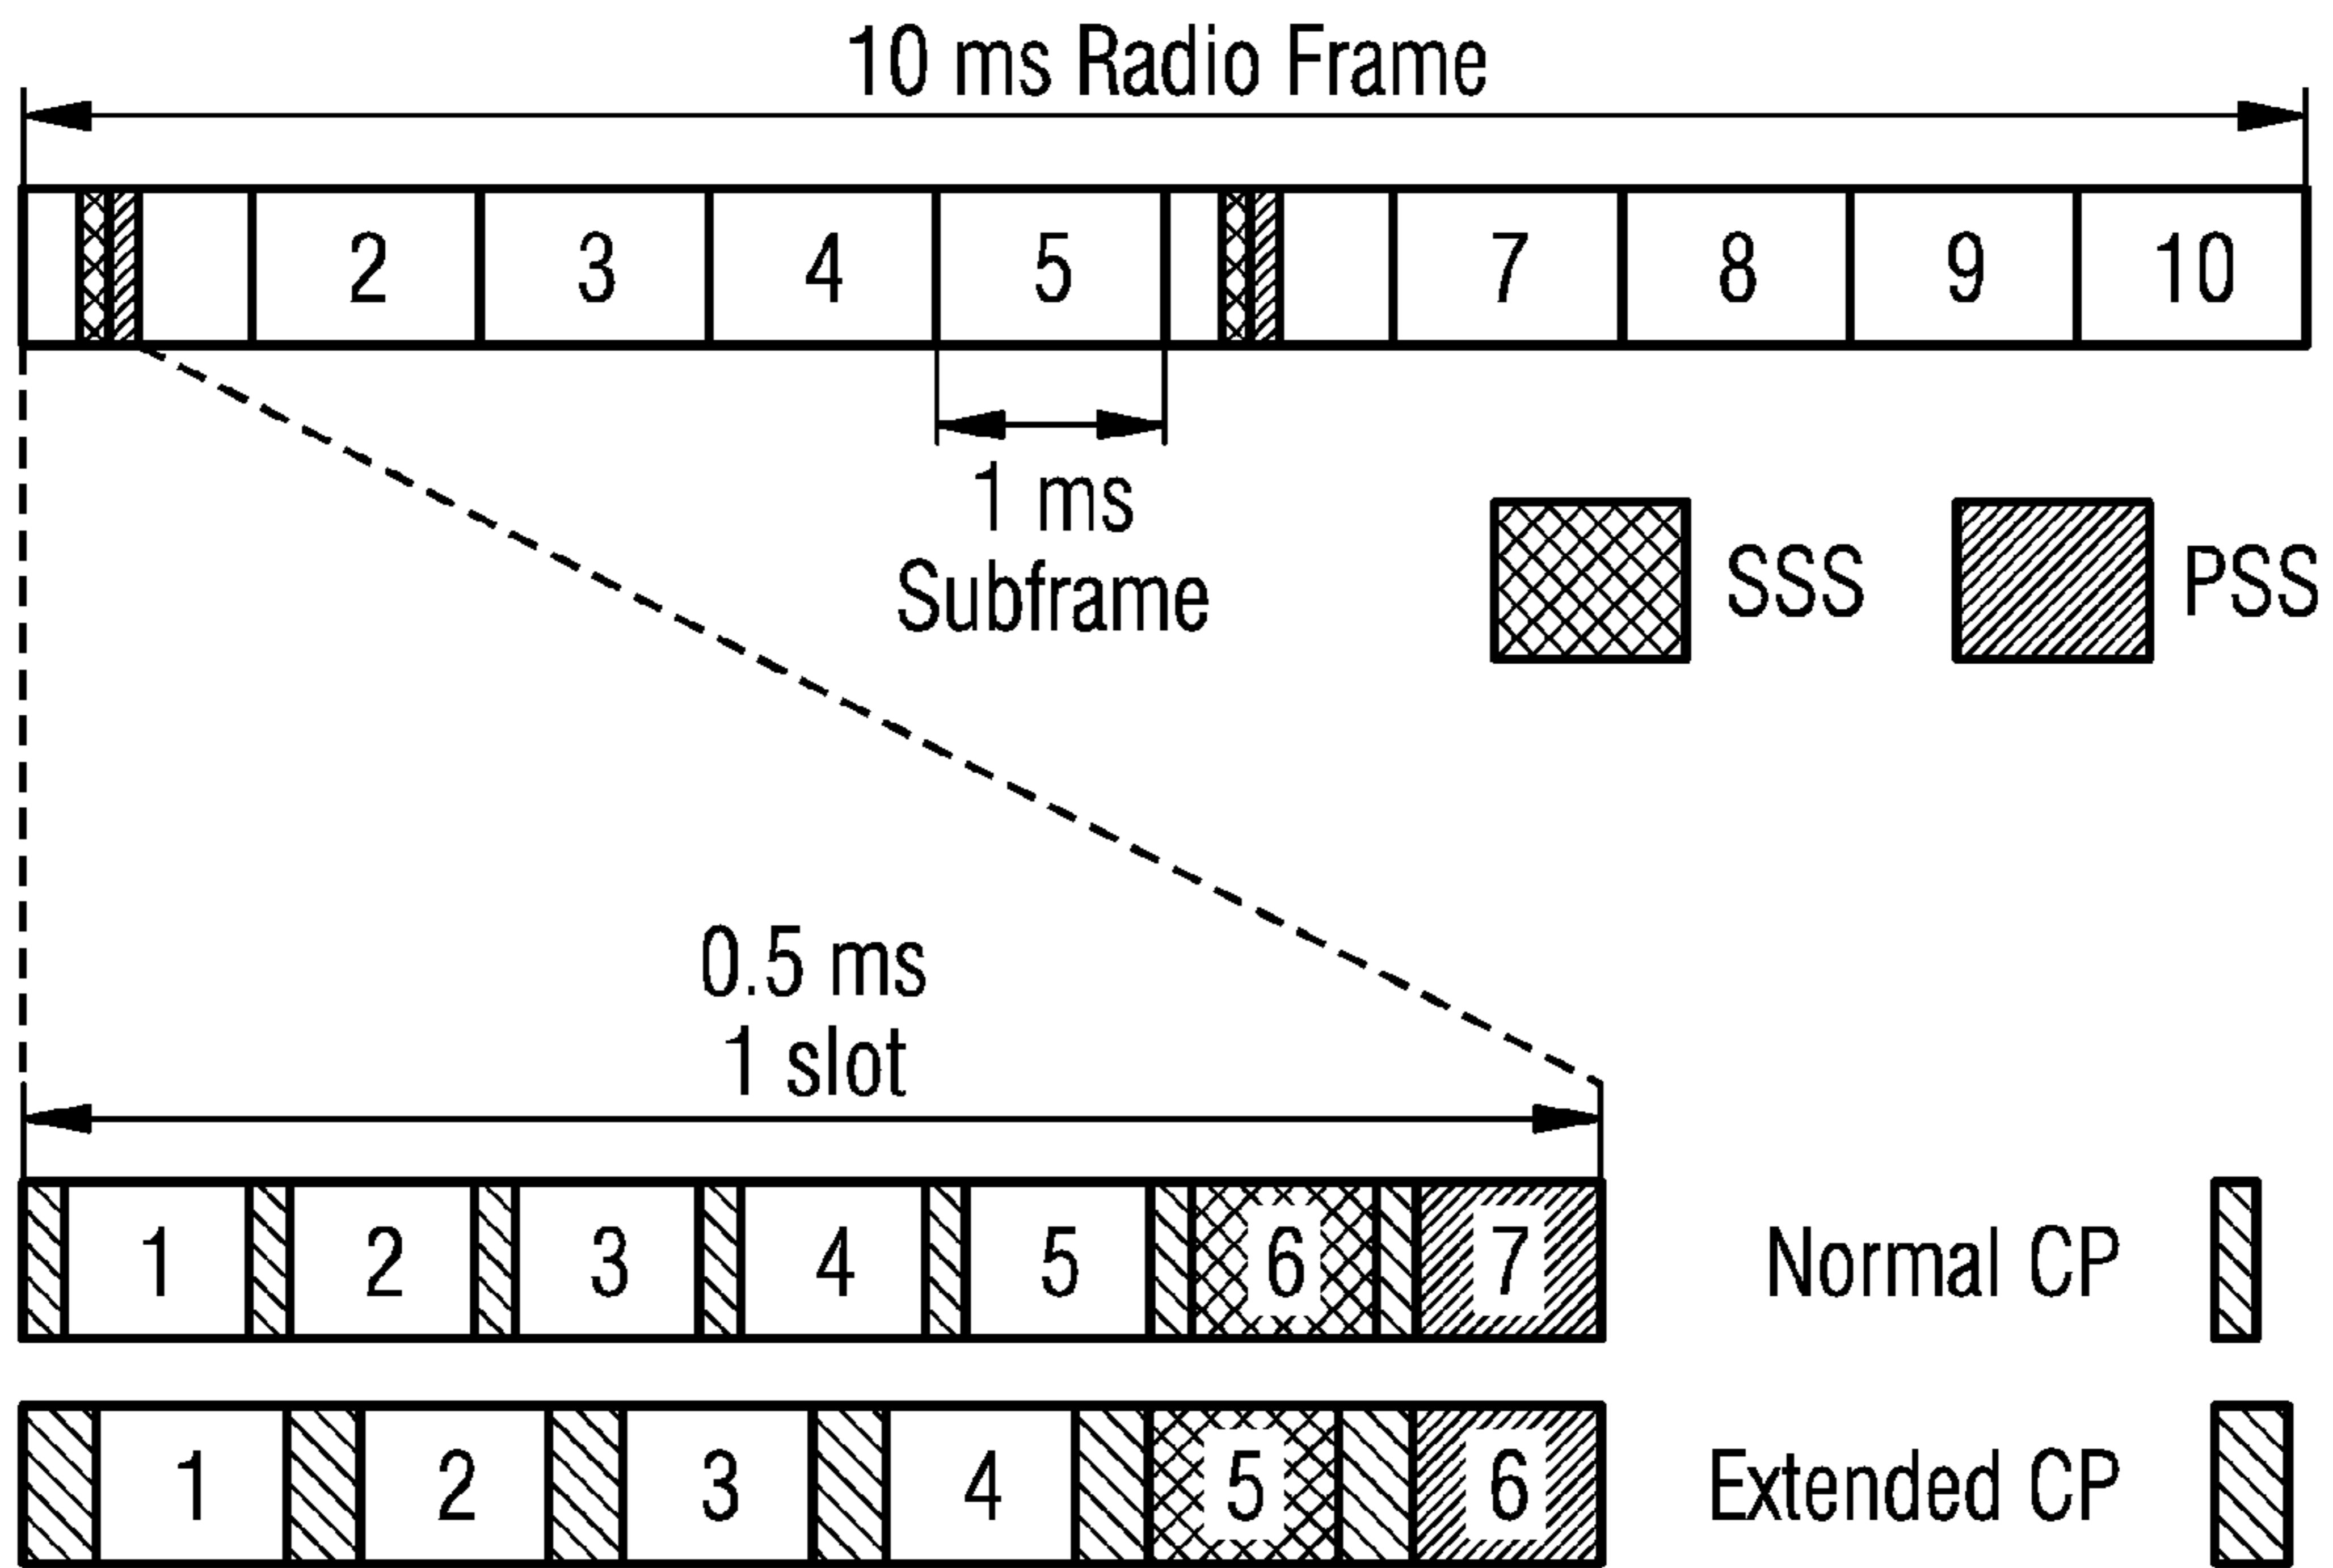 10 ms Radio Frame
2 3 4 5 7 8 9 10
1 ms
Subframe
SSS PSS
0.5 ms
1 slot
1 2 3 4 5 6 7 Normal CP
1 2 3 4 5 6 Extended CP